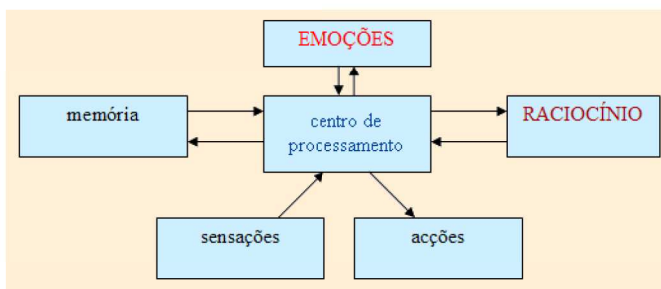 EMOÇÕES
memória
centro de
processamento
RACIOCÍNIO
sensações
acções